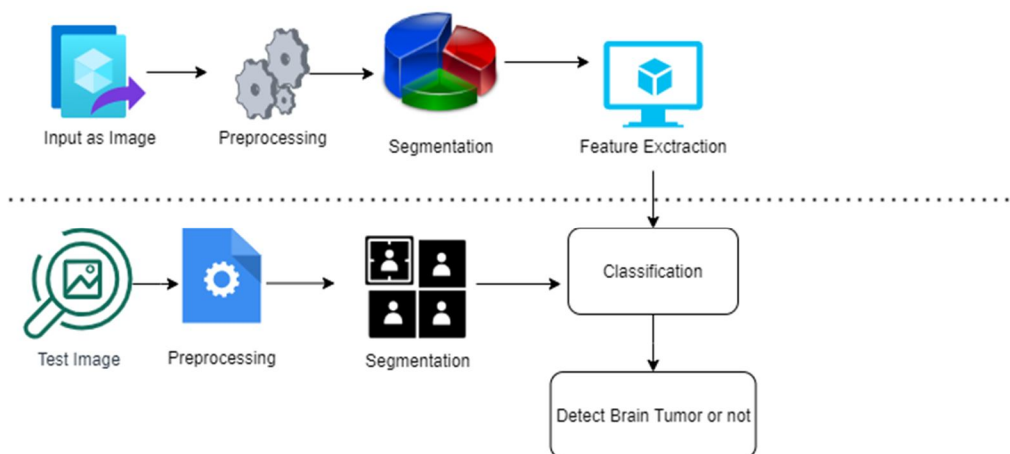 Input as Image
Preprocessing
Segmentation
Feature Exctraction
Test Image
Preprocessing
Segmentation
Classification
Detect Brain Tumor or not